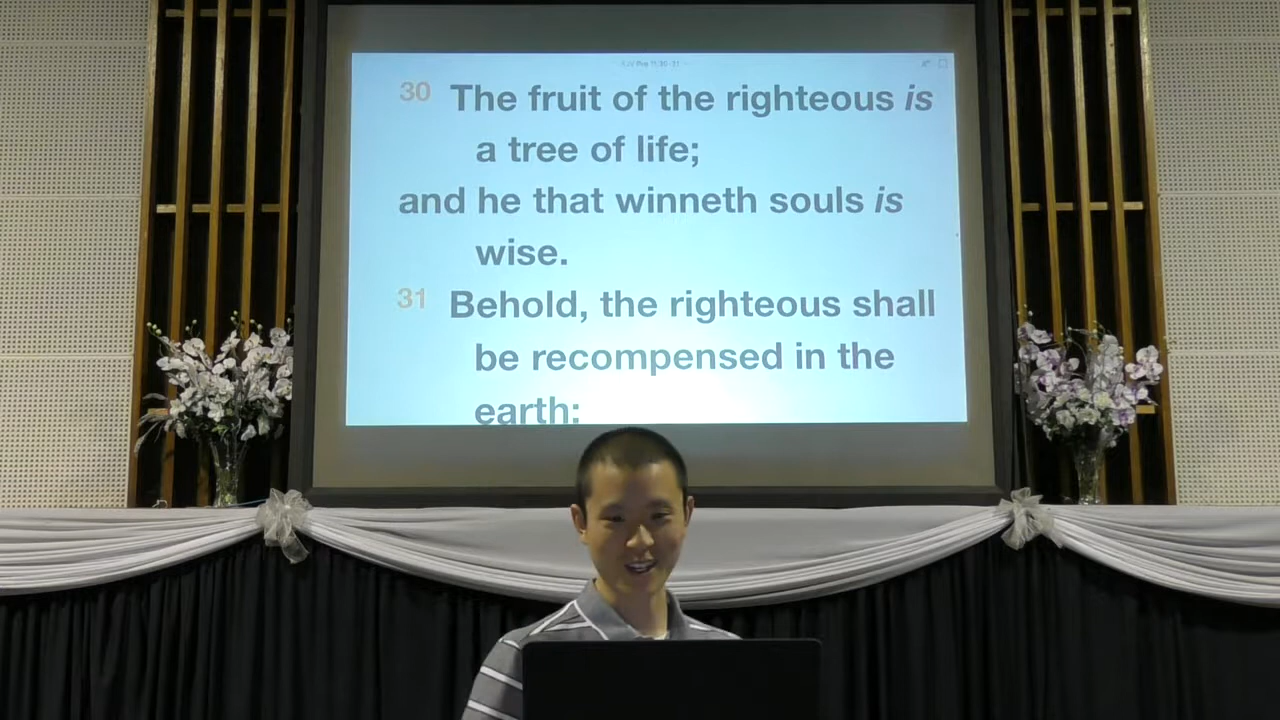 30 The fruit of the righteous is
a tree of life;
and he that winneth souls is
wise.
31 Behold, the righteous shall
be recompensed in the
earth: